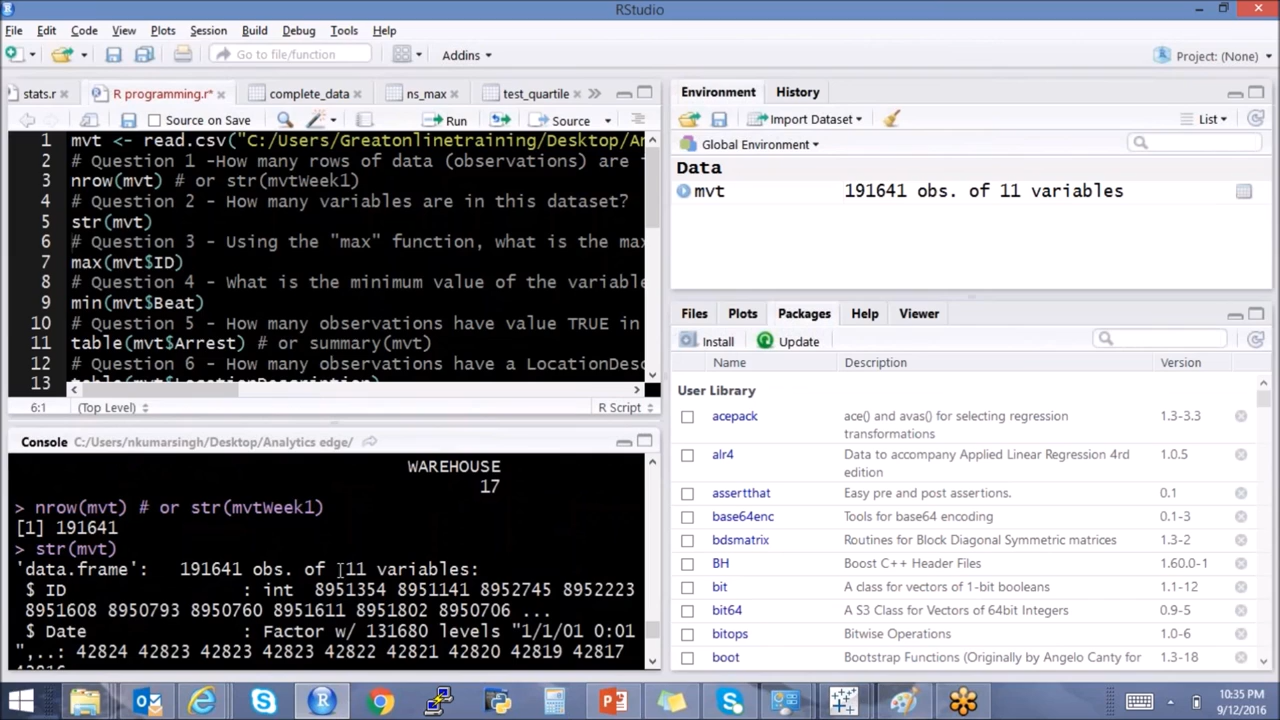 RStudio
File Edit Code View Plots Session Build Debug Tools Help
Go to file/function Addins Project: (None)
stats.r R programming.r* complete_data ns_max test_quartile
Source on Save Run Source
1 mvt <- read.csv("C:/Users/Greatonlinetraining/Desktop/An
2 # Question 1 -How many rows of data (observations) are
3 nrow(mvt) # or str(mvtWeek1)
4 # Question 2 - How many variables are in this dataset?
5 str(mvt)
6 # Question 3 - Using the "max" function, what is the max
7 max(mvt$ID)
8 # Question 4 - What is the minimum value of the variable
9 min(mvt$Beat)
10 # Question 5 - How many observations have value TRUE in
11 table(mvt$Arrest) # or summary(mvt)
12 # Question 6 - How many observations have a LocationDesc
13 table(mvt$LocationDescription)
6:1 (Top Level) R Script
Console C:/Users/nkumarsingh/Desktop/Analytics edge/
WAREHOUSE
17
> nrow(mvt) # or str(mvtWeek1)
[1] 191641
> str(mvt)
'data.frame': 191641 obs. of 11 variables:
$ ID : int 8951354 8951141 8952745 8952223
8951608 8950793 8950760 8951611 8951802 8950706 ...
$ Date : Factor w/ 131680 levels "1/1/01 0:01
",..: 42824 42823 42823 42823 42822 42821 42820 42819 42817
42816
Environment History
Import Dataset List
Global Environment
Data
mvt 191641 obs. of 11 variables
Files Plots Packages Help Viewer
Install Update
Name Description Version
User Library
acepack ace() and avas() for selecting regression transformations 1.3-3.3
alr4 Data to accompany Applied Linear Regression 4rd edition 1.0.5
assertthat Easy pre and post assertions. 0.1
base64enc Tools for base64 encoding 0.1-3
bdsmatrix Routines for Block Diagonal Symmetric matrices 1.3-2
BH Boost C++ Header Files 1.60.0-1
bit A class for vectors of 1-bit booleans 1.1-12
bit64 A S3 Class for Vectors of 64bit Integers 0.9-5
bitops Bitwise Operations 1.0-6
boot Bootstrap Functions (Originally by Angelo Canty for 1.3-18
10:35 PM
9/12/2016